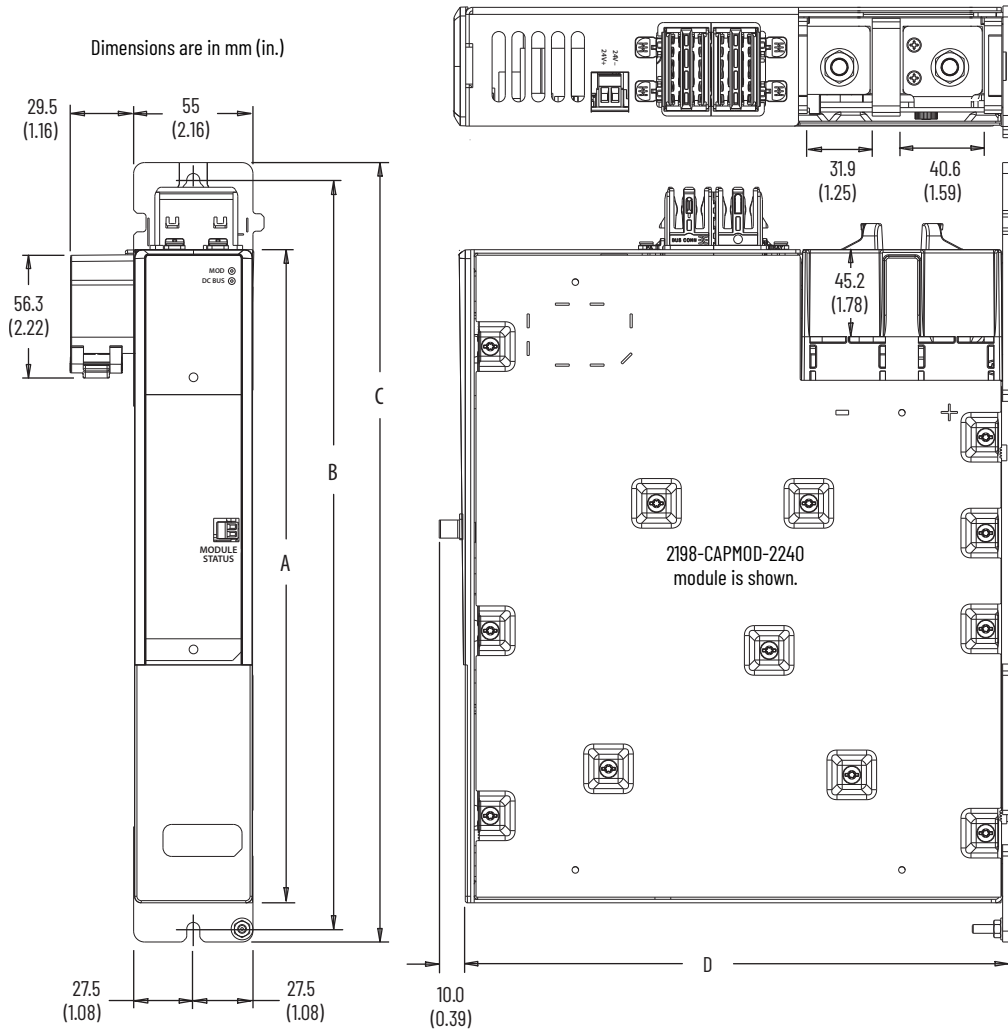 Dimensions are in mm (in.)
29.5
(1.16)
55
(2.16)
24V-
24V+
31.9
(1.25)
40.6
(1.59)
MOD
DC BUS
56.3
(2.22)
C
B
A
MODULE
STATUS
BUS CONN
45.2
(1.78)
2198-CAPMOD-2240
module is shown.
27.5
(1.08)
27.5
(1.08)
10.0
(0.39)
D